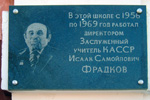 В этой школе с 1956
по 1969 год работал
директором
Заслуженный
учитель КАССР
Исаак Самойлович
Фрадков